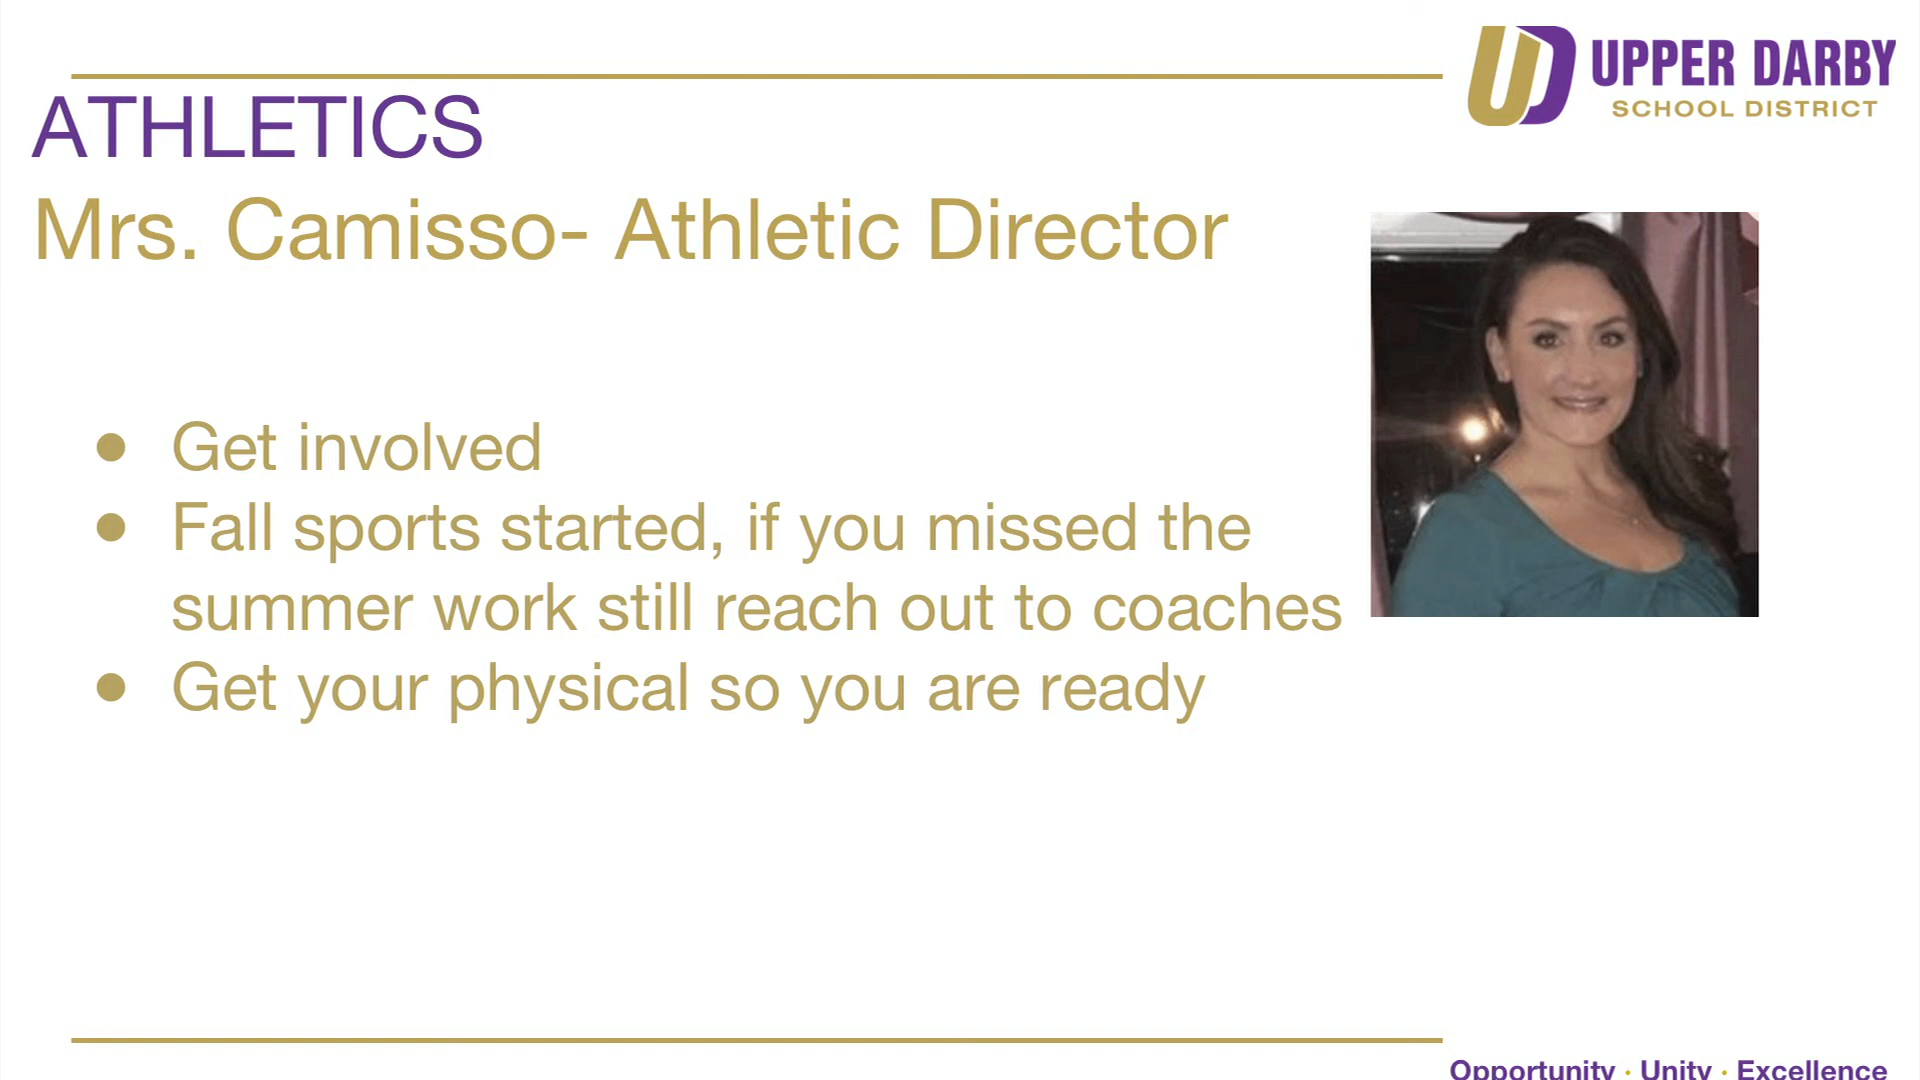 UPPER DARBY
SCHOOL DISTRICT
ATHLETICS
Mrs. Camisso- Athletic Director
● Get involved
● Fall sports started, if you missed the
summer work still reach out to coaches
● Get your physical so you are ready
Opportunity · Unity · Excellence